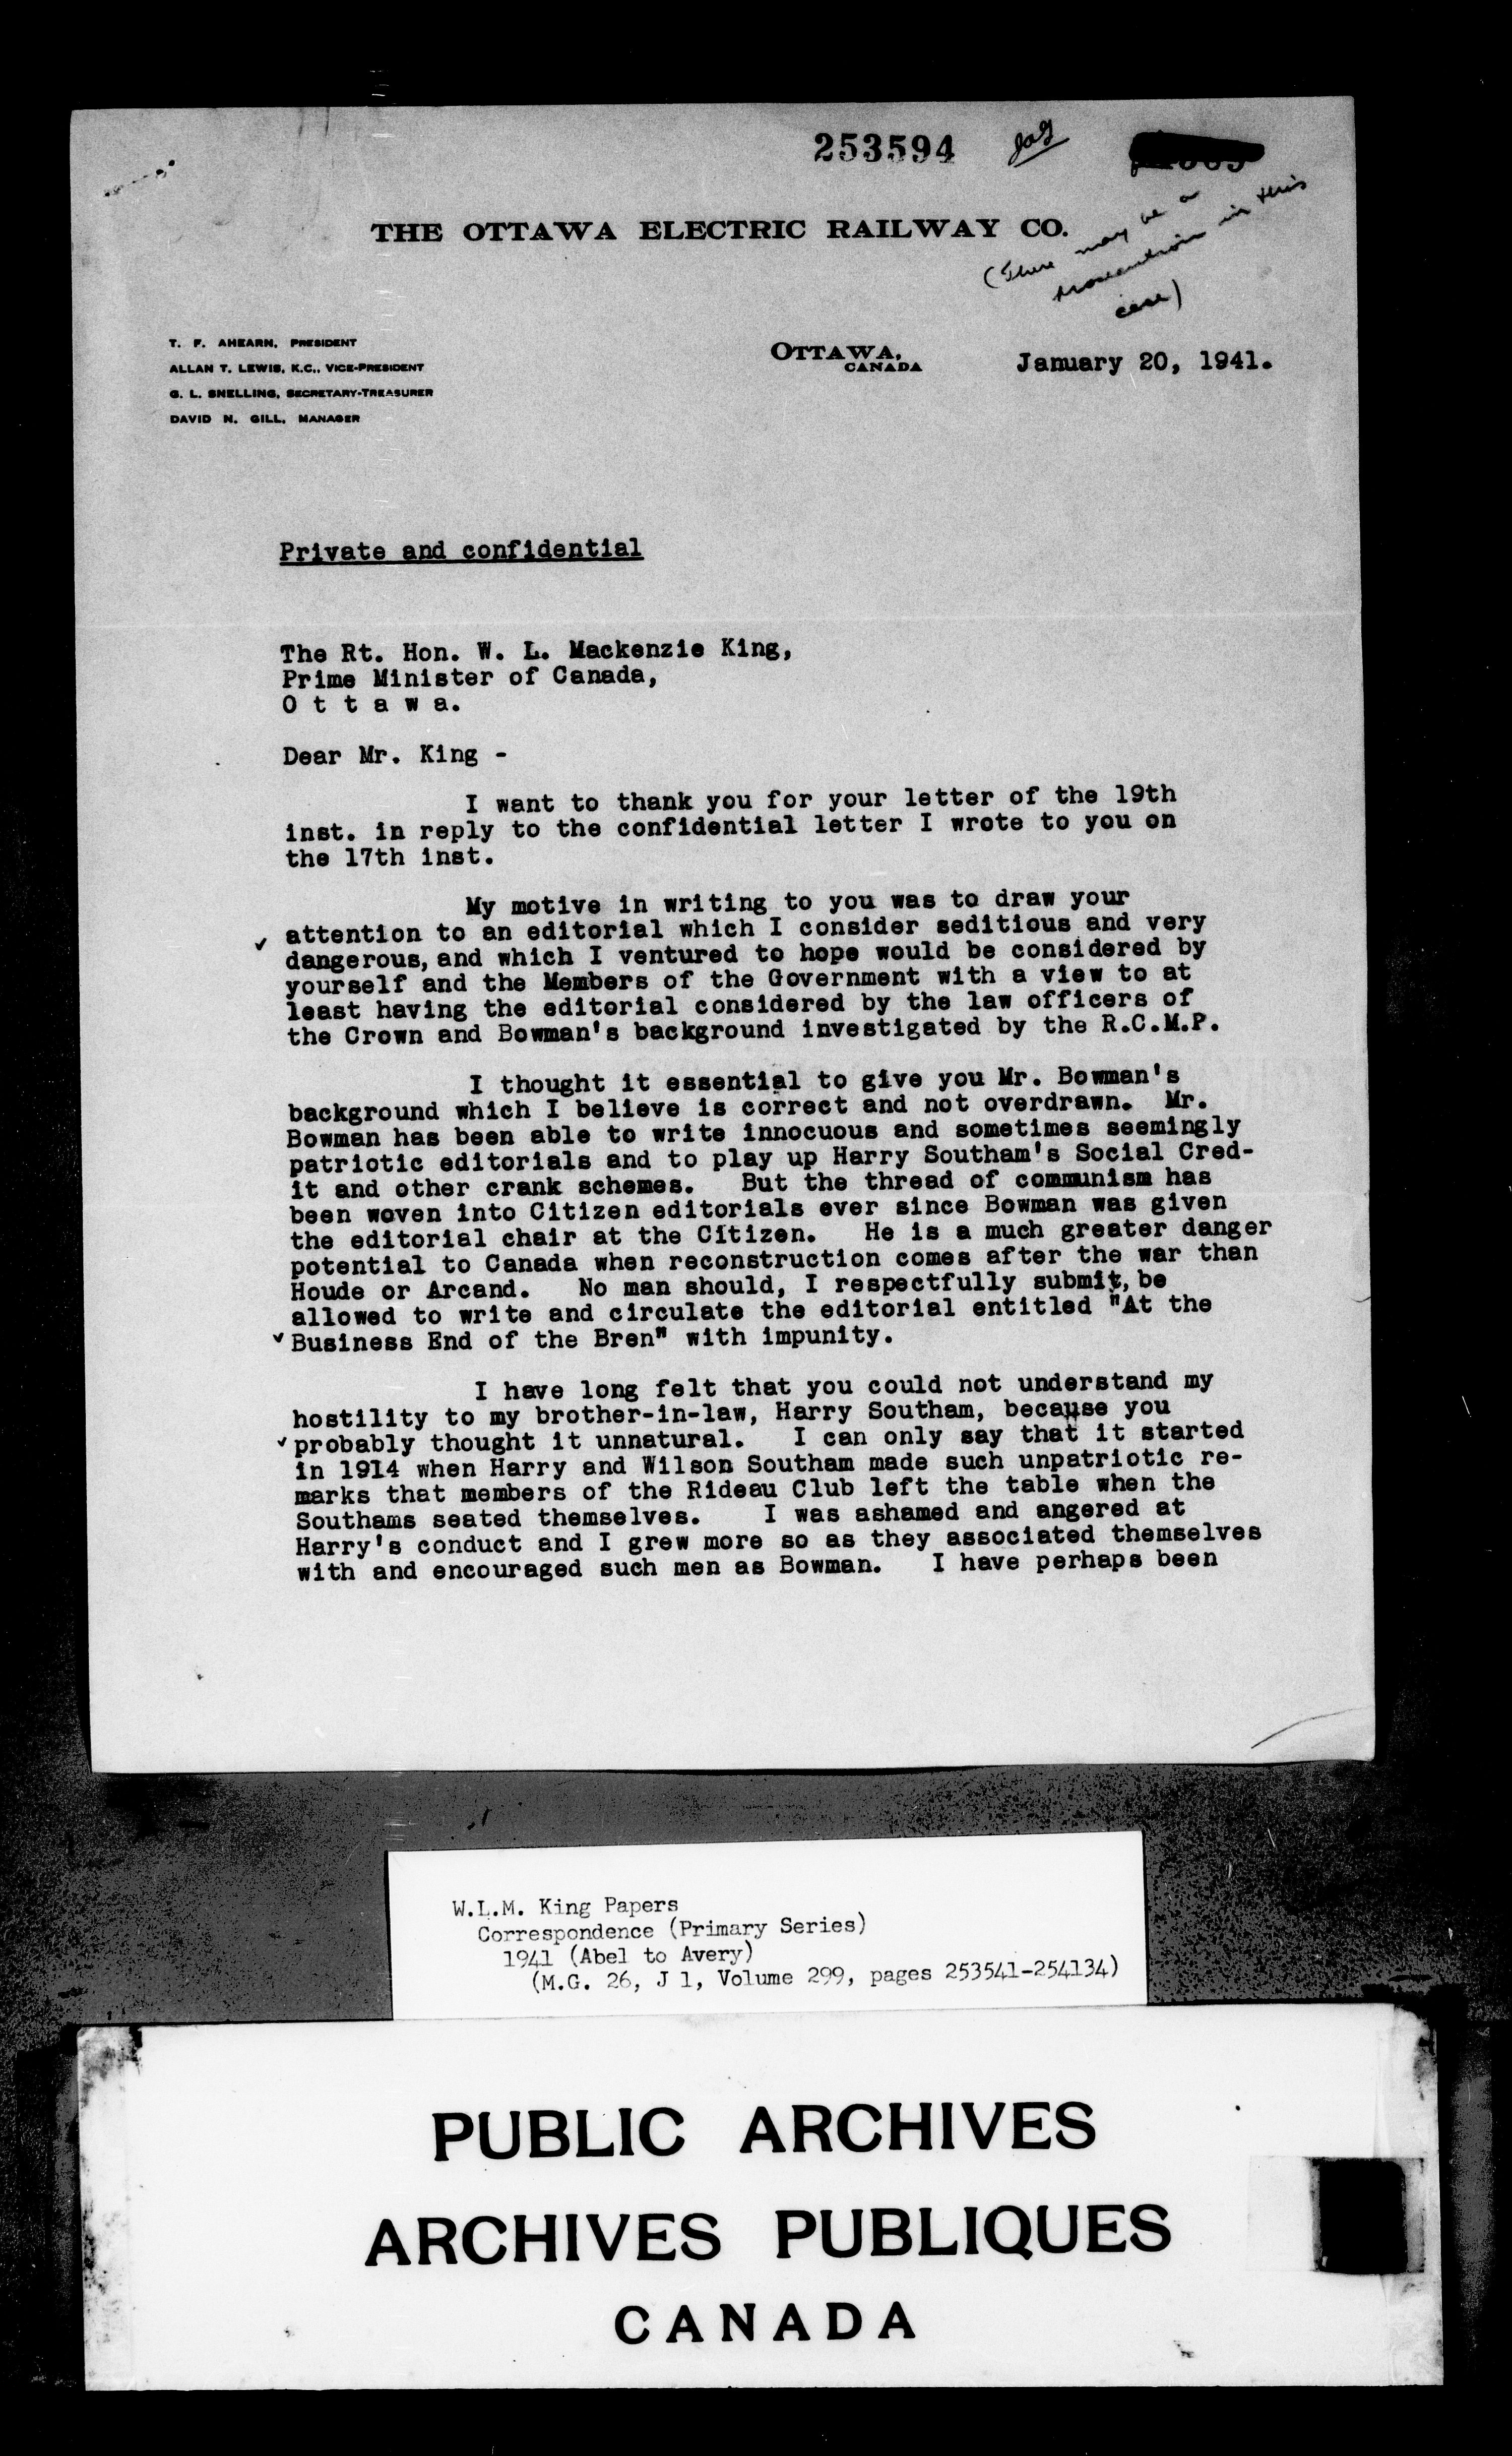 253594
THE OTTAWA ELECTRIC RAILWAY CO.
(There may be a
prosecution in this
case)
T. F. AHEARN, PRESIDENT
ALLAN T. LEWIS, K.C., VICE-PRESIDENT
G. L. SNELLING, SECRETARY-TREASURER
DAVID N. GILL, MANAGER
OTTAWA,
CANADA
January 20, 1941.
Private and confidential
The Rt. Hon. W. L. Mackenzie King,
Prime Minister of Canada,
O t t a w a.
Dear Mr. King -
I want to thank you for your letter of the 19th
inst. in reply to the confidential letter I wrote to you on
the 17th inst.
My motive in writing to you was to draw your
attention to an editorial which I consider seditious and very
dangerous, and which I ventured to hope would be considered by
yourself and the Members of the Government with a view to at
least having the editorial considered by the law officers of
the Crown and Bowman's background investigated by the R.C.M.P.
I thought it essential to give you Mr. Bowman's
background which I believe is correct and not overdrawn. Mr.
Bowman has been able to write innocuous and sometimes seemingly
patriotic editorials and to play up Harry Southam's Social Cred-
it and other crank schemes. But the thread of communism has
been woven into Citizen editorials ever since Bowman was given
the editorial chair at the Citizen. He is a much greater danger
potential to Canada when reconstruction comes after the war than
Houde or Arcand. No man should, I respectfully submit, be
allowed to write and circulate the editorial entitled "At the
Business End of the Bren" with impunity.
I have long felt that you could not understand my
hostility to my brother-in-law, Harry Southam, because you
probably thought it unnatural. I can only say that it started
in 1914 when Harry and Wilson Southam made such unpatriotic re-
marks that members of the Rideau Club left the table when the
Southams seated themselves. I was ashamed and angered at
Harry's conduct and I grew more so as they associated themselves
with and encouraged such men as Bowman. I have perhaps been
W.L.M. King Papers
Correspondence (Primary Series)
1941 (Abel to Avery)
(M.G. 26, J 1, Volume 299, pages 253541-254134)
PUBLIC ARCHIVES
ARCHIVES PUBLIQUES
CANADA